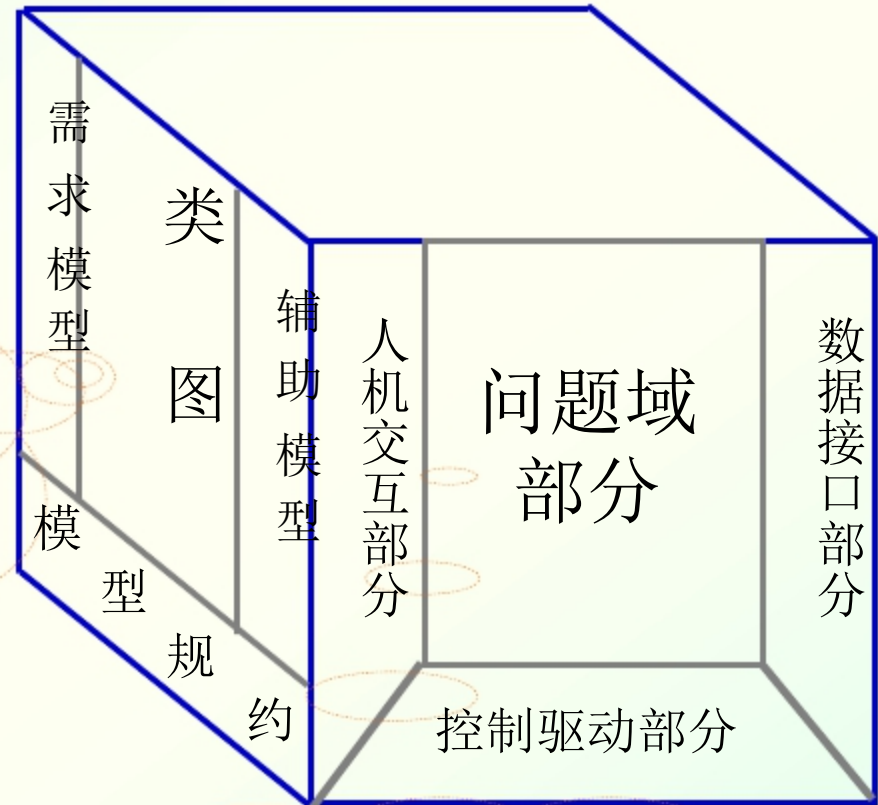 需求模型
类图
辅助模型
模型规约
人机交互部分
问题域
部分
数据接口部分
控制驱动部分